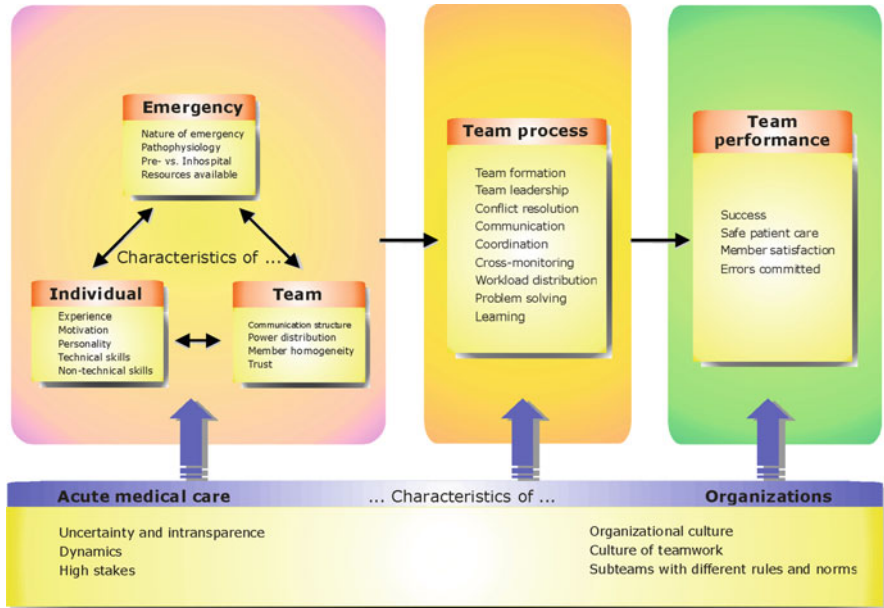 Emergency
Nature of emergency
Pathophysiology
Pre- vs. Inhospital
Resources available
Characteristics of ...
Individual
Experience
Motivation
Personality
Technical skills
Non-technical skills
Team
Communication structure
Power distribution
Member homogeneity
Trust
Team process
Team formation
Team leadership
Conflict resolution
Communication
Coordination
Cross-monitoring
Workload distribution
Problem solving
Learning
Team
performance
Success
Safe patient care
Member satisfaction
Errors committed
Acute medical care
... Characteristics of ...
Organizations
Uncertainty and intransparence
Dynamics
High stakes
Organizational culture
Culture of teamwork
Subteams with different rules and norms